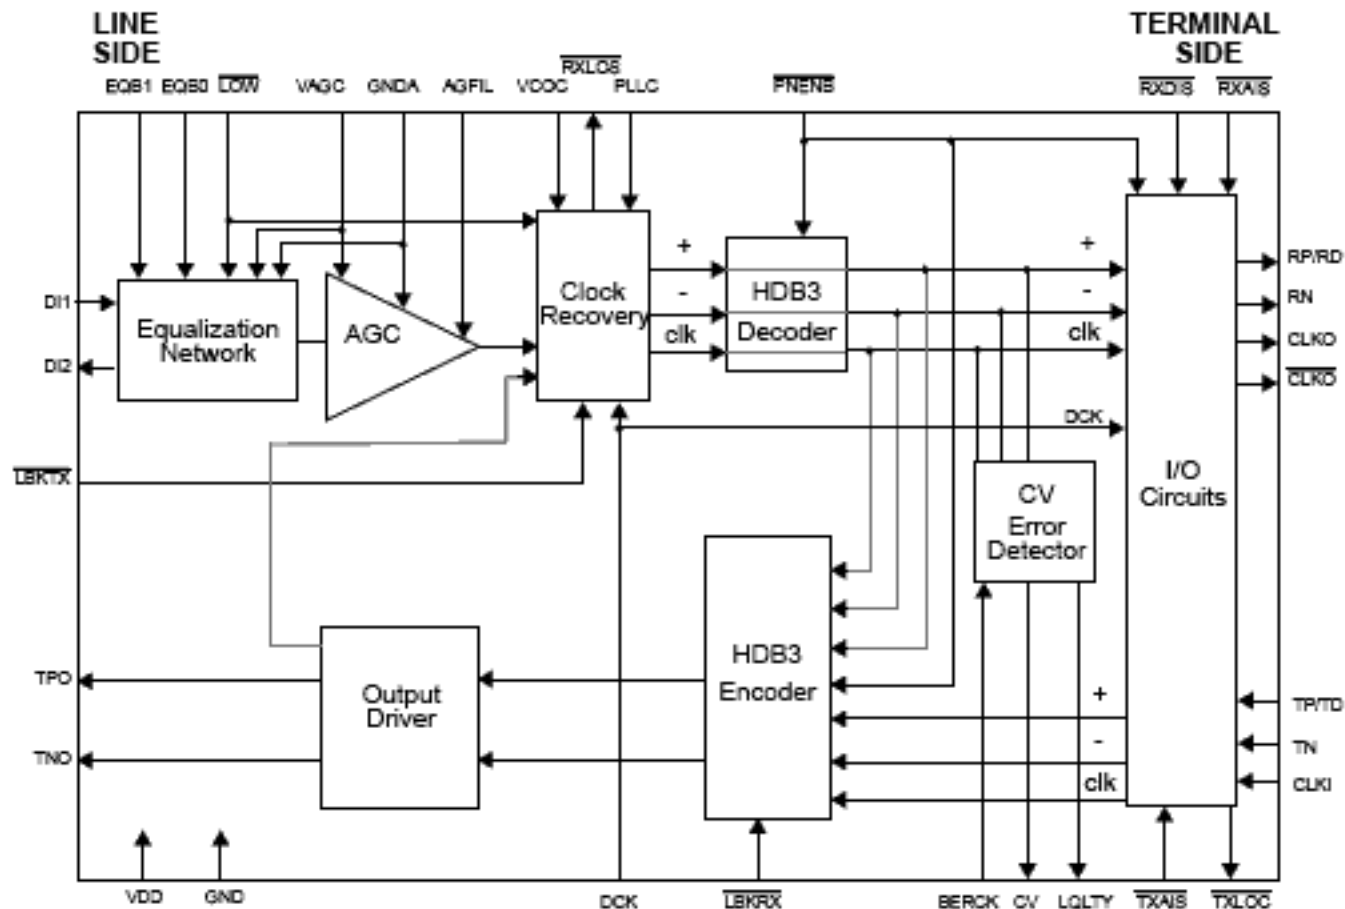 LINE
SIDE
TERMINAL
SIDE
EQB1 EQB0 LOW VAGC GNDA AGFIL VCOC RXLOS PLLC PNENB RXDIS RXAIS
DI1
DI2
Equalization
Network
AGC
Clock
Recovery
+
-
clk
HDB3
Decoder
+
-
clk
DCK
RP/RD
RN
CLKO
CLKO
LBKTX
I/O
Circuits
CV
Error
Detector
HDB3
Encoder
Output
Driver
TPO
TNO
+
-
clk
TP/TD
TN
CLKI
VDD GND DCK LBKRX BERCK CV LQLTY TXAIS TXLOC